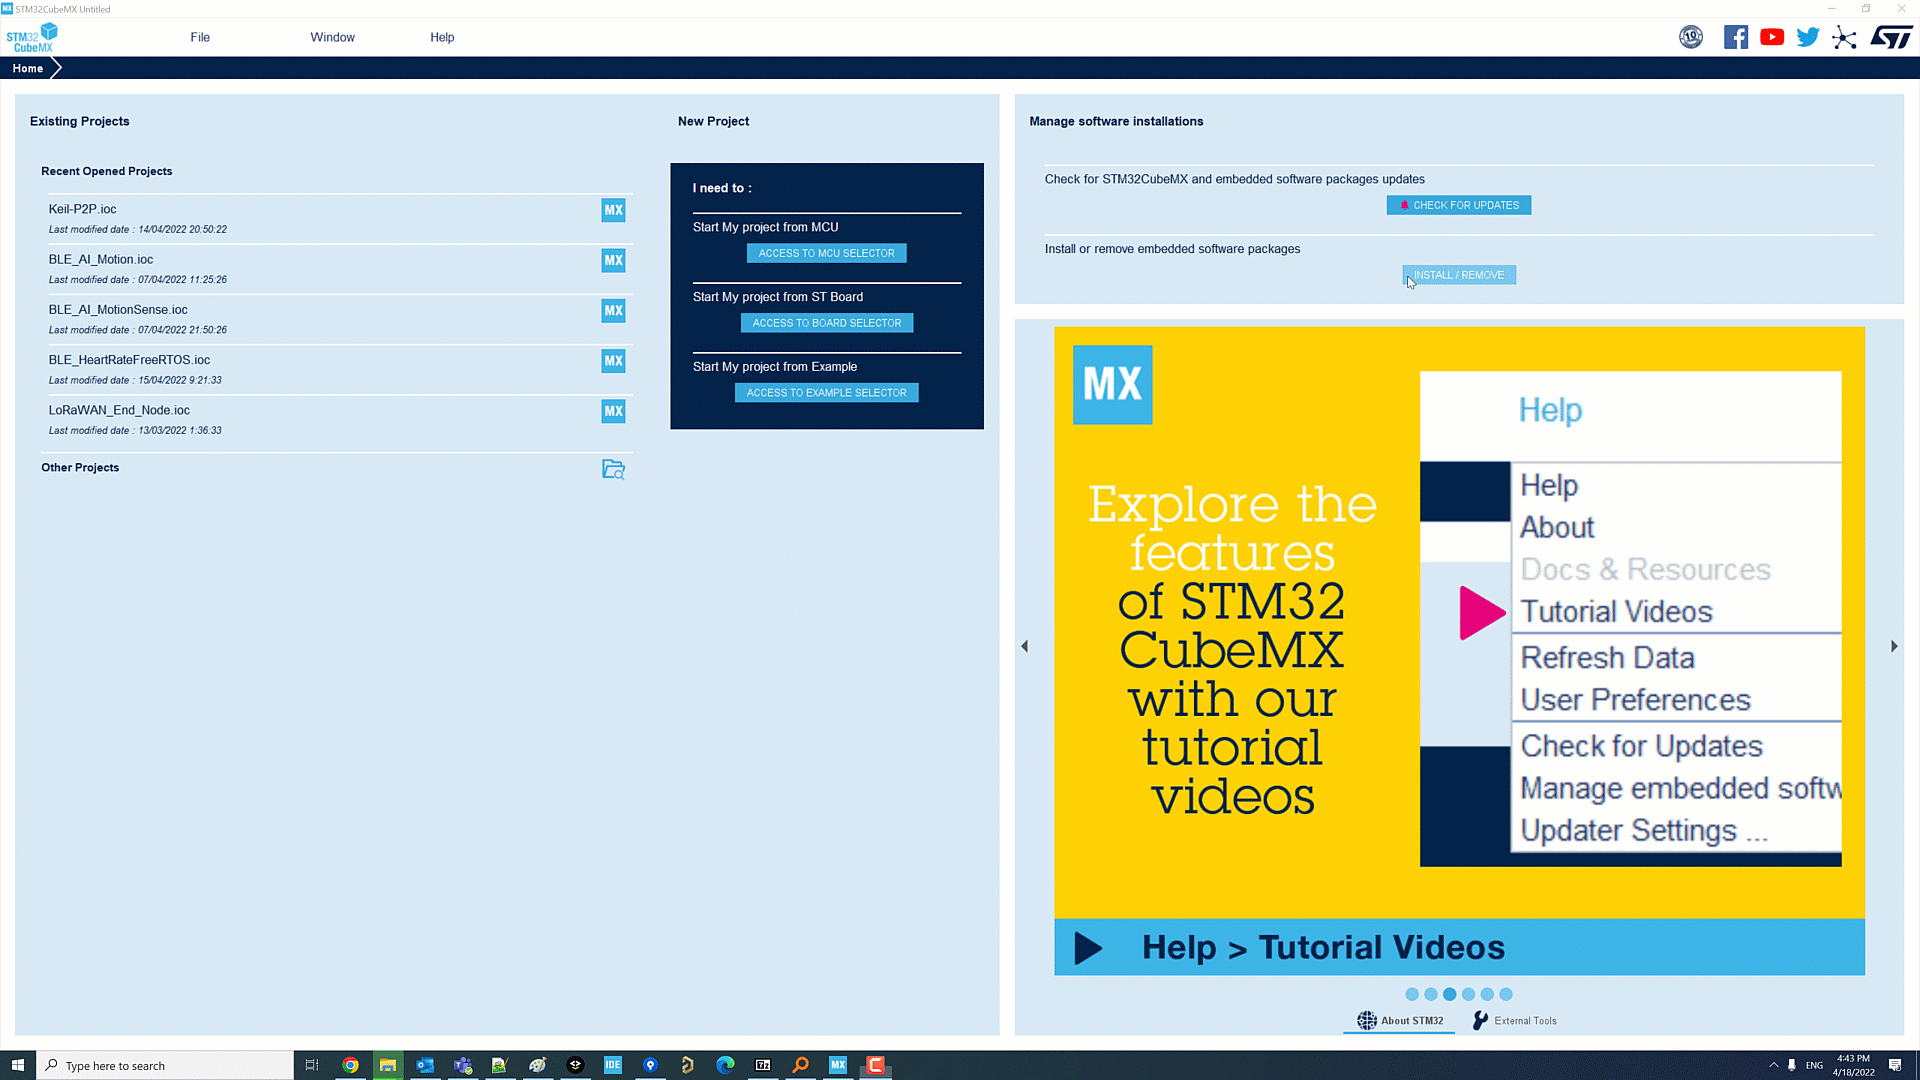 MX STM32CubeMX Untitled
STM32
CubeMX
File
Window
Help
10
Home
Existing Projects
Recent Opened Projects
Keil-P2P.ioc
Last modified date : 14/04/2022 20:50:22
MX
BLE_AI_Motion.ioc
Last modified date : 07/04/2022 11:25:26
MX
BLE_AI_MotionSense.ioc
Last modified date : 07/04/2022 21:50:26
MX
BLE_HeartRateFreeRTOS.ioc
Last modified date : 15/04/2022 9:21:33
MX
LoRaWAN_End_Node.ioc
Last modified date : 13/03/2022 1:36:33
MX
Other Projects
New Project
I need to :
Start My project from MCU
ACCESS TO MCU SELECTOR
Start My project from ST Board
ACCESS TO BOARD SELECTOR
Start My project from Example
ACCESS TO EXAMPLE SELECTOR
Manage software installations
Check for STM32CubeMX and embedded software packages updates
CHECK FOR UPDATES
Install or remove embedded software packages
INSTALL / REMOVE
MX
Explore the
features
of STM32
CubeMX
with our
tutorial
videos
Help
Help
About
Docs & Resources
Tutorial Videos
Refresh Data
User Preferences
Check for Updates
Manage embedded softw
Updater Settings ...
Help > Tutorial Videos
About STM32
External Tools
Type here to search
IDE
MX
ENG
4:43 PM
4/18/2022